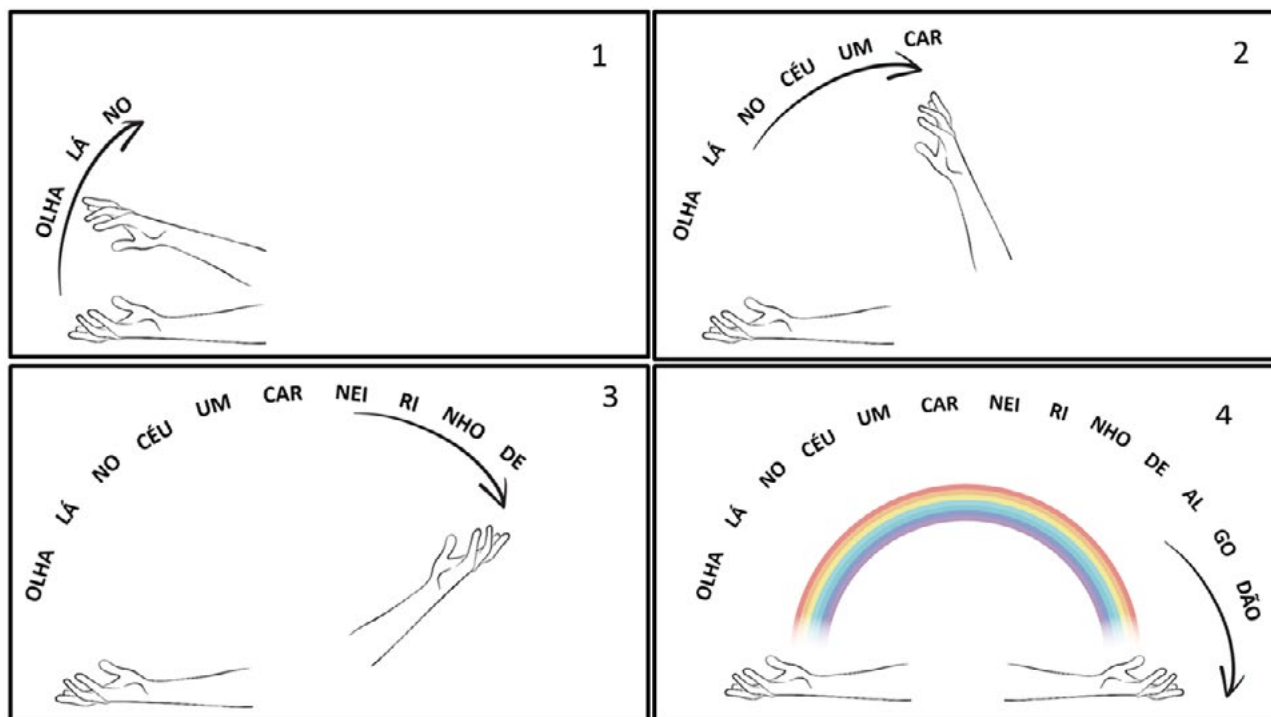 1
OLHA LÁ NO
2
OLHA LÁ NO CÉU UM CAR
3
OLHA LÁ NO CÉU UM CAR NEI RI NHO DE
4
OLHA LÁ NO CÉU UM CAR NEI RI NHO DE AL GO DÃO